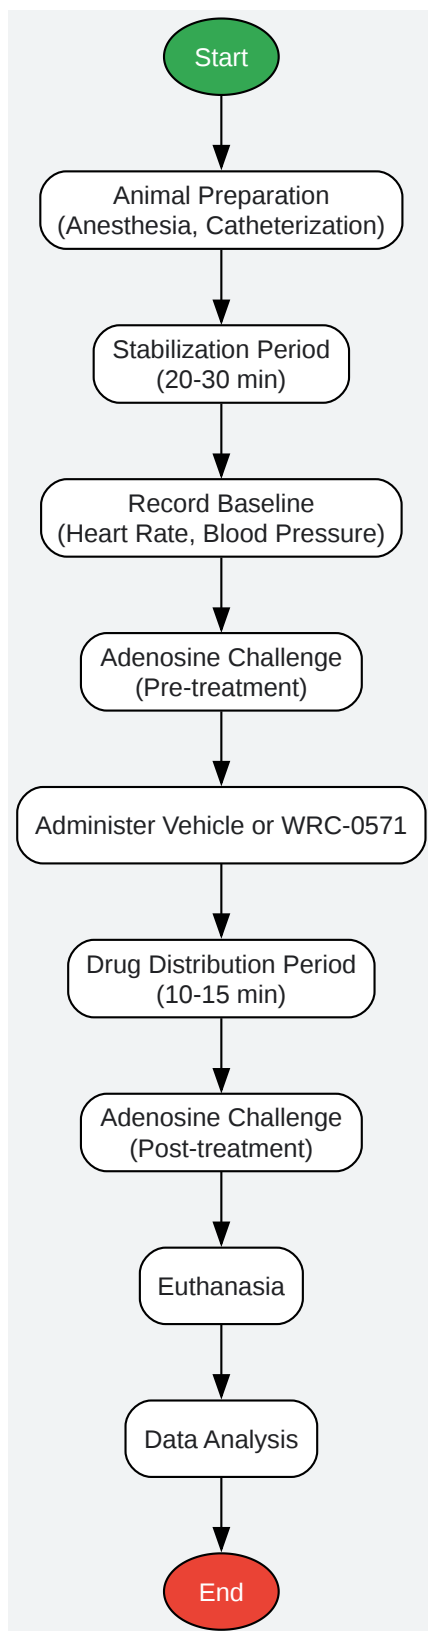 Start
Animal Preparation
(Anesthesia, Catheterization)
Stabilization Period
(20-30 min)
Record Baseline
(Heart Rate, Blood Pressure)
Adenosine Challenge
(Pre-treatment)
Administer Vehicle or WRC-0571
Drug Distribution Period
(10-15 min)
Adenosine Challenge
(Post-treatment)
Euthanasia
Data Analysis
End